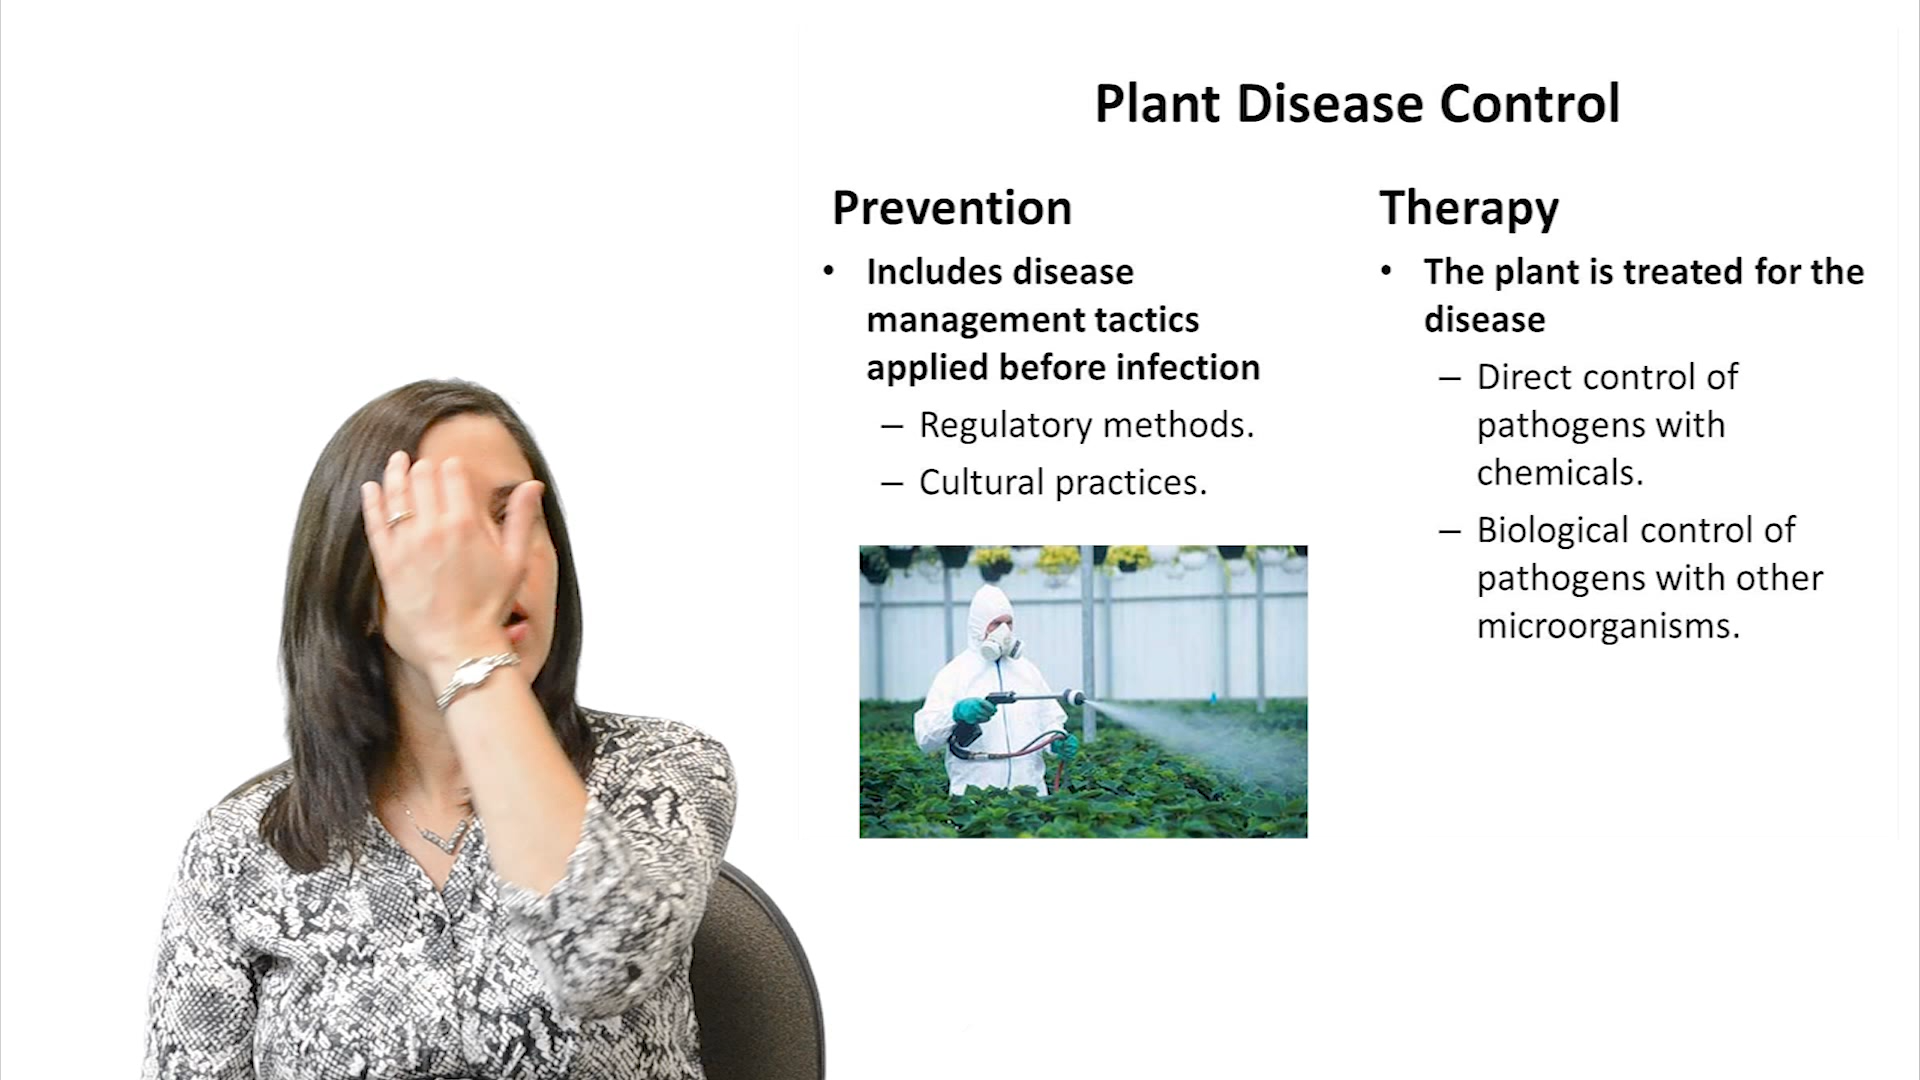 Plant Disease Control
Prevention
• Includes disease
management tactics
applied before infection
– Regulatory methods.
– Cultural practices.
Therapy
• The plant is treated for the
disease
– Direct control of
pathogens with
chemicals.
– Biological control of
pathogens with other
microorganisms.